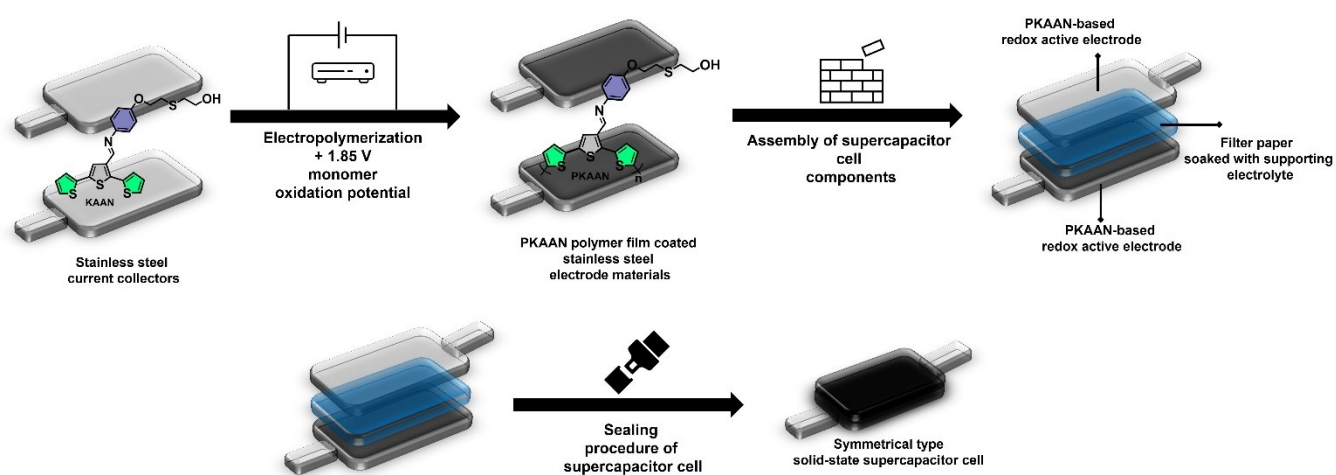 O
S
OH
N
S
S
S
KAAN
Stainless steel
current collectors
Electropolymerization
+ 1.85 V
monomer
oxidation potential
O
S
OH
N
S
S
S
n
PKAAN
PKAAN polymer film coated
stainless steel
electrode materials
Assembly of supercapacitor
cell
components
PKAAN-based
redox active electrode
Filter paper
soaked with supporting
electrolyte
PKAAN-based
redox active electrode
Sealing
procedure of
supercapacitor cell
Symmetrical type
solid-state supercapacitor cell